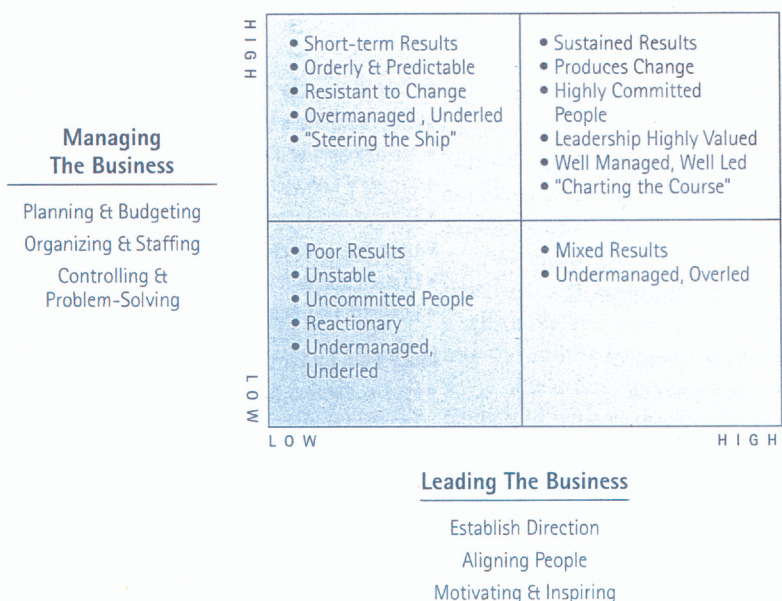 HIGH
• Short-term Results
• Orderly & Predictable
• Resistant to Change
• Overmanaged , Underled
• "Steering the Ship"
• Sustained Results
• Produces Change
• Highly Committed
People
• Leadership Highly Valued
• Well Managed, Well Led
• "Charting the Course"
Managing
The Business
Planning & Budgeting
Organizing & Staffing
Controlling &
Problem-Solving
• Poor Results
• Unstable
• Uncommitted People
• Reactionary
• Undermanaged,
Underled
• Mixed Results
• Undermanaged, Overled
LOW
LOW
HIGH
Leading The Business
Establish Direction
Aligning People
Motivating & Inspiring